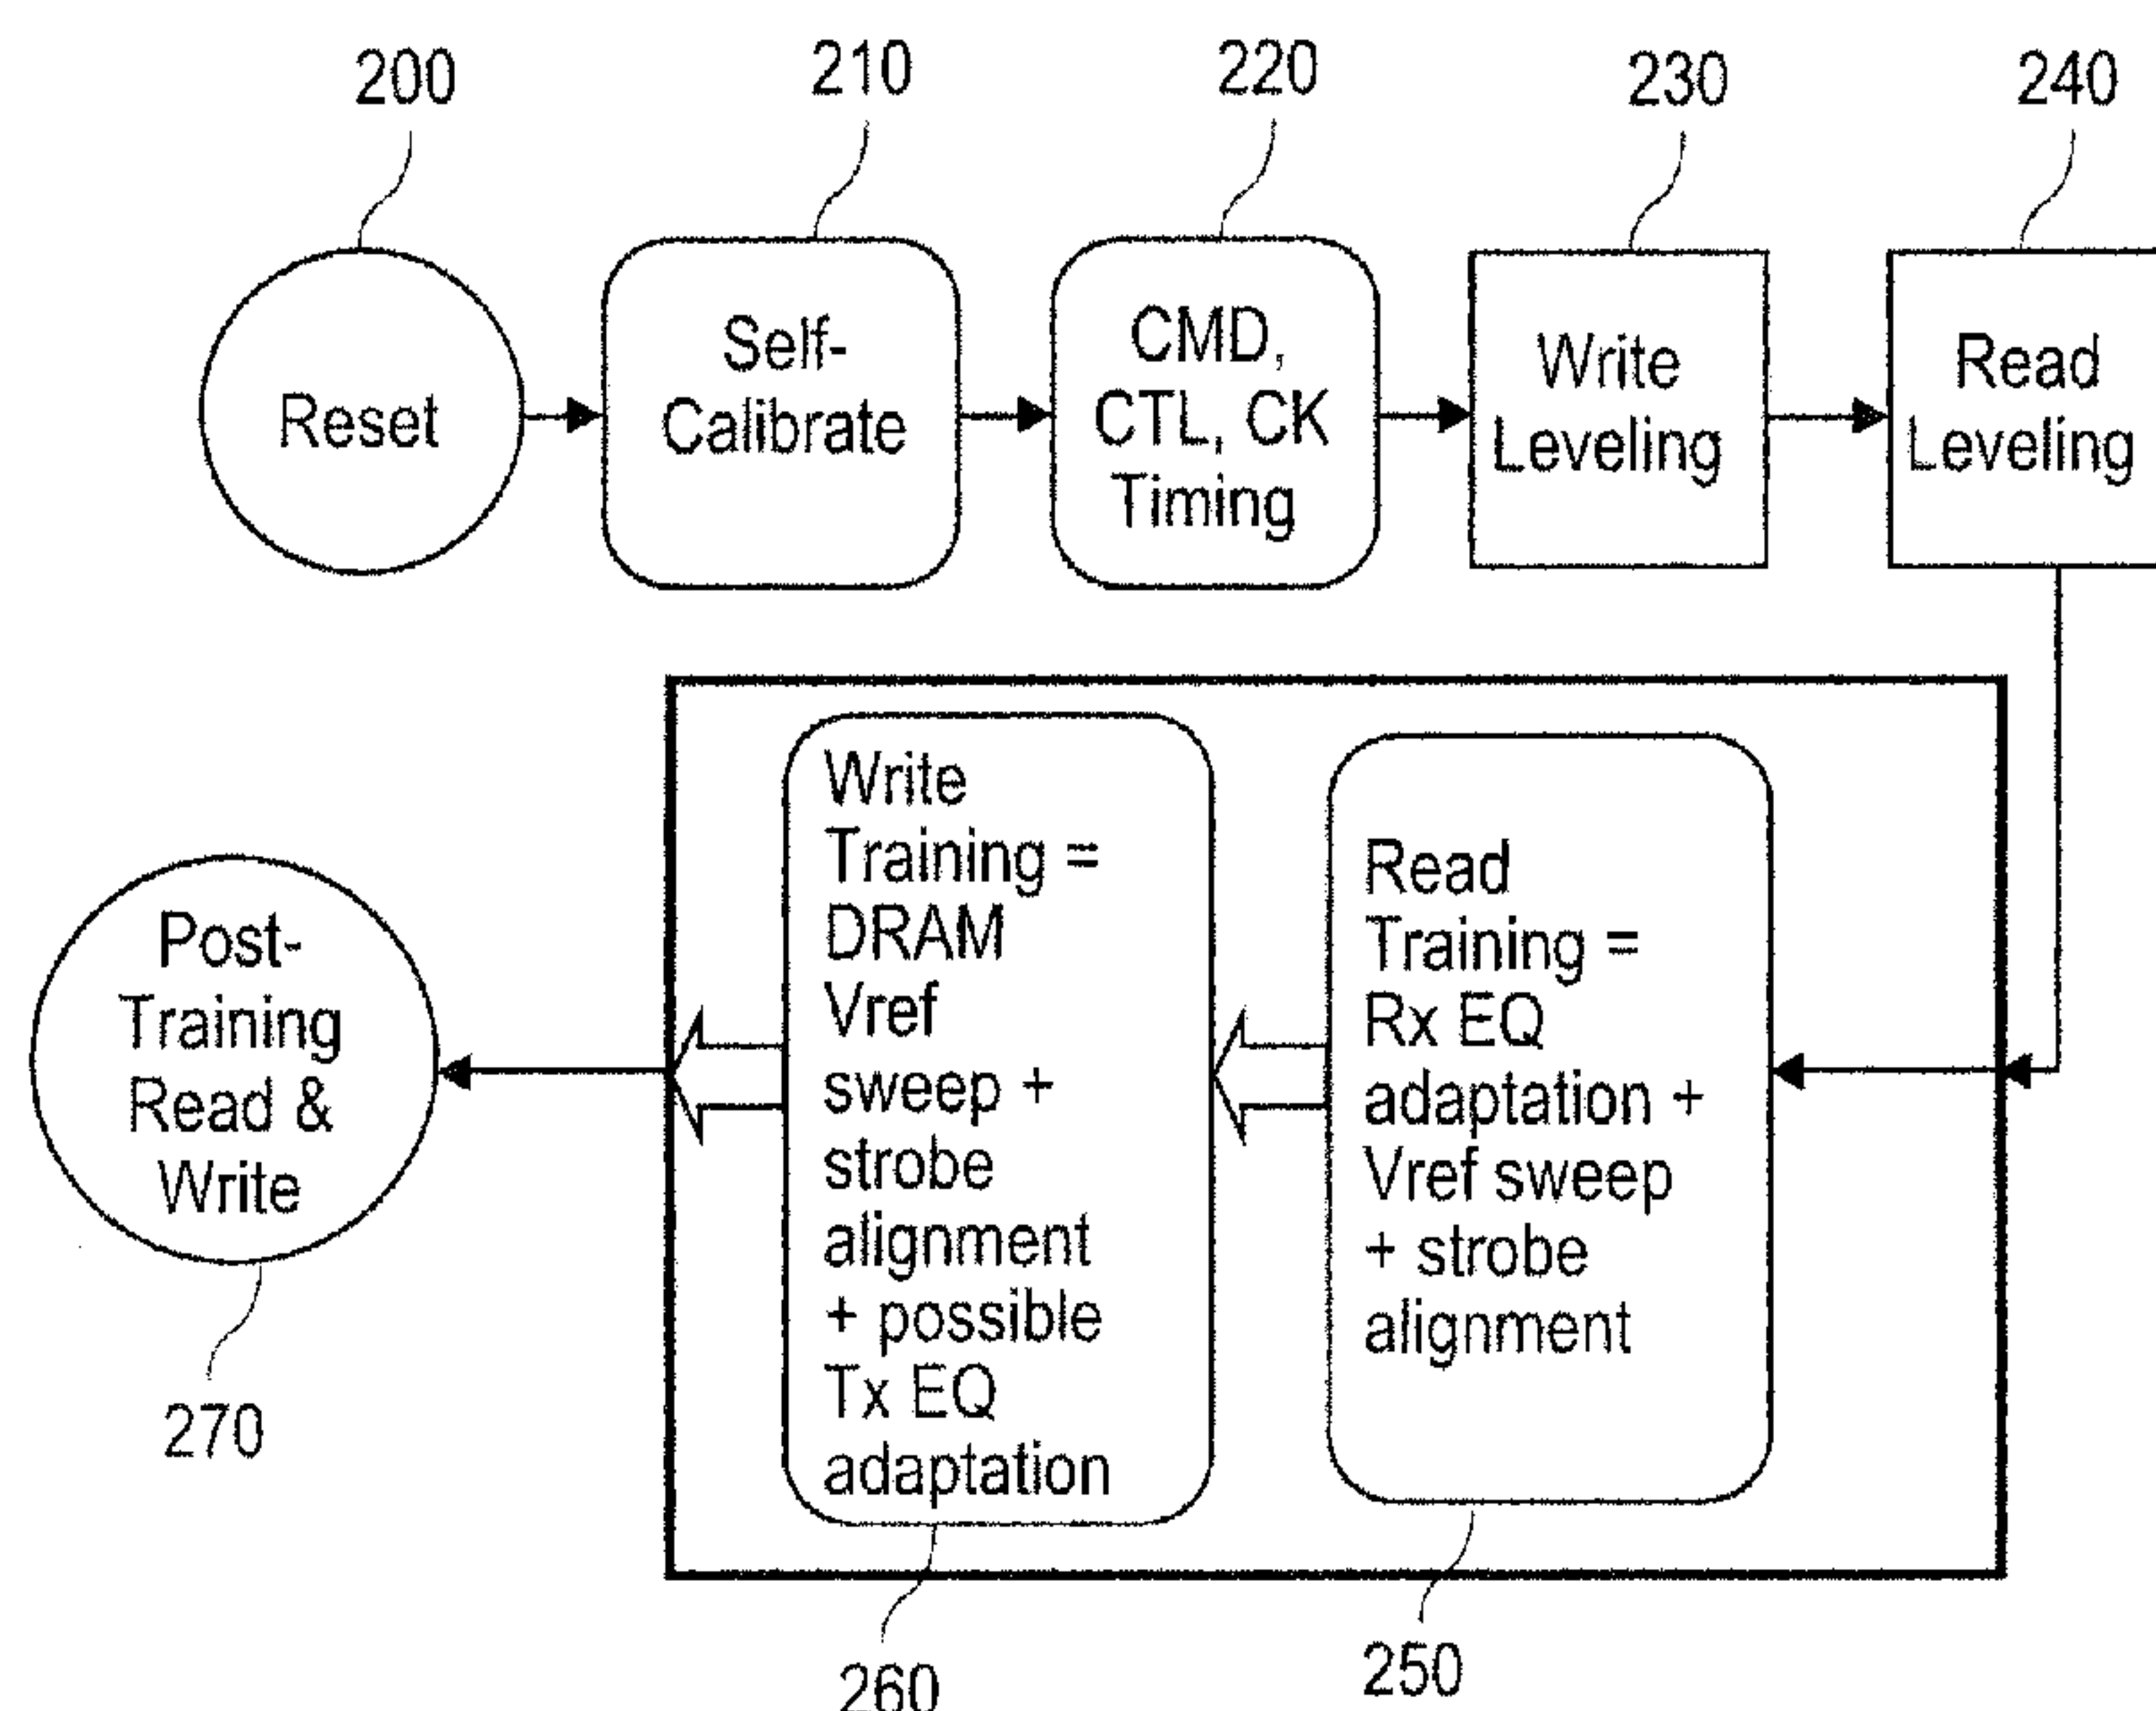 200
210
220
230
240
Reset
Self-
Calibrate
CMD,
CTL, CK
Timing
Write
Leveling
Read
Leveling
Write
Training =
DRAM
Vref
sweep +
strobe
alignment
+ possible
Tx EQ
adaptation
Read
Training =
Rx EQ
adaptation +
Vref sweep
+ strobe
alignment
Post-
Training
Read &
Write
270
260
250